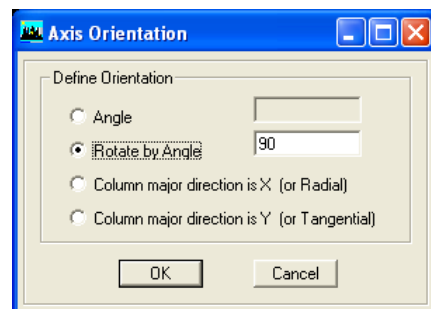 Axis Orientation
Define Orientation
Angle
Rotate by Angle 90
Column major direction is X (or Radial)
Column major direction is Y (or Tangential)
OK Cancel